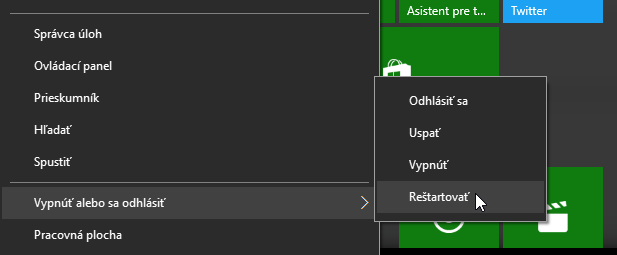 Asistent pre t...
Twitter
Správca úloh
Ovládací panel
Prieskumník
Hľadať
Spustiť
Vypnúť alebo sa odhlásiť
Pracovná plocha
Odhlásiť sa
Uspať
Vypnúť
Reštartovať